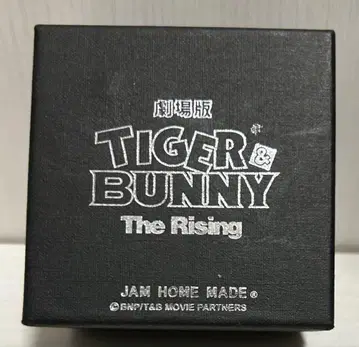 劇場版
TIGER &
BUNNY
The Rising
JAM HOME MADE®
©BNP/T&B MOVIE PARTNERS